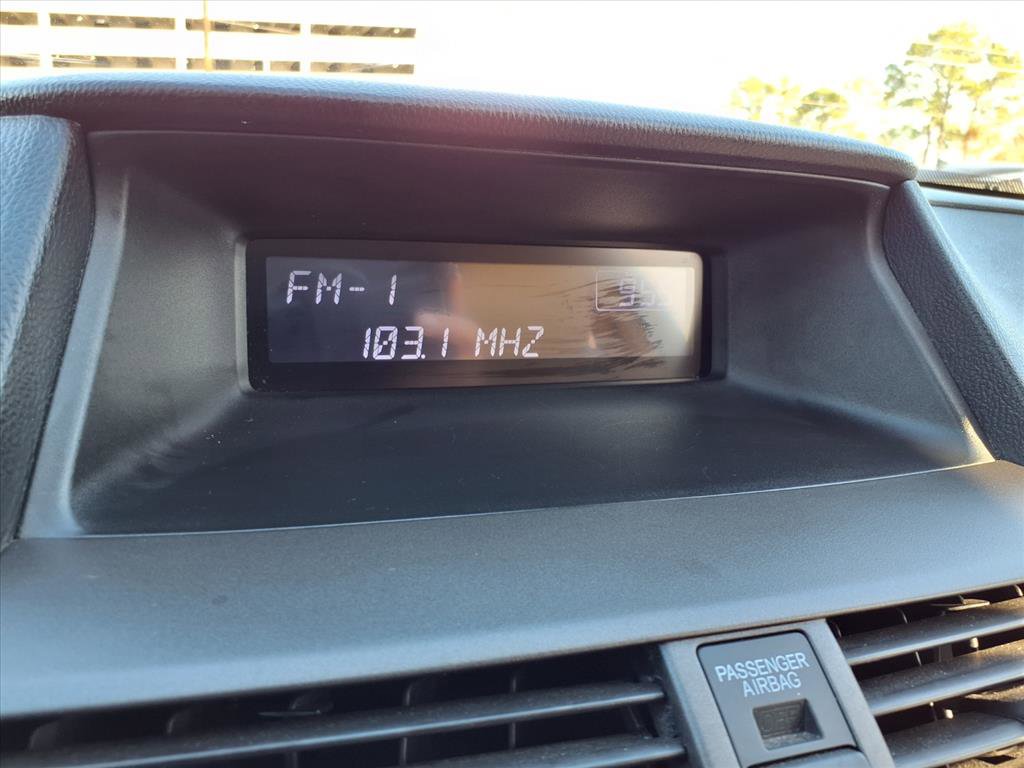 FM-1
103.1 MHZ
PASSENGER
AIRBAG